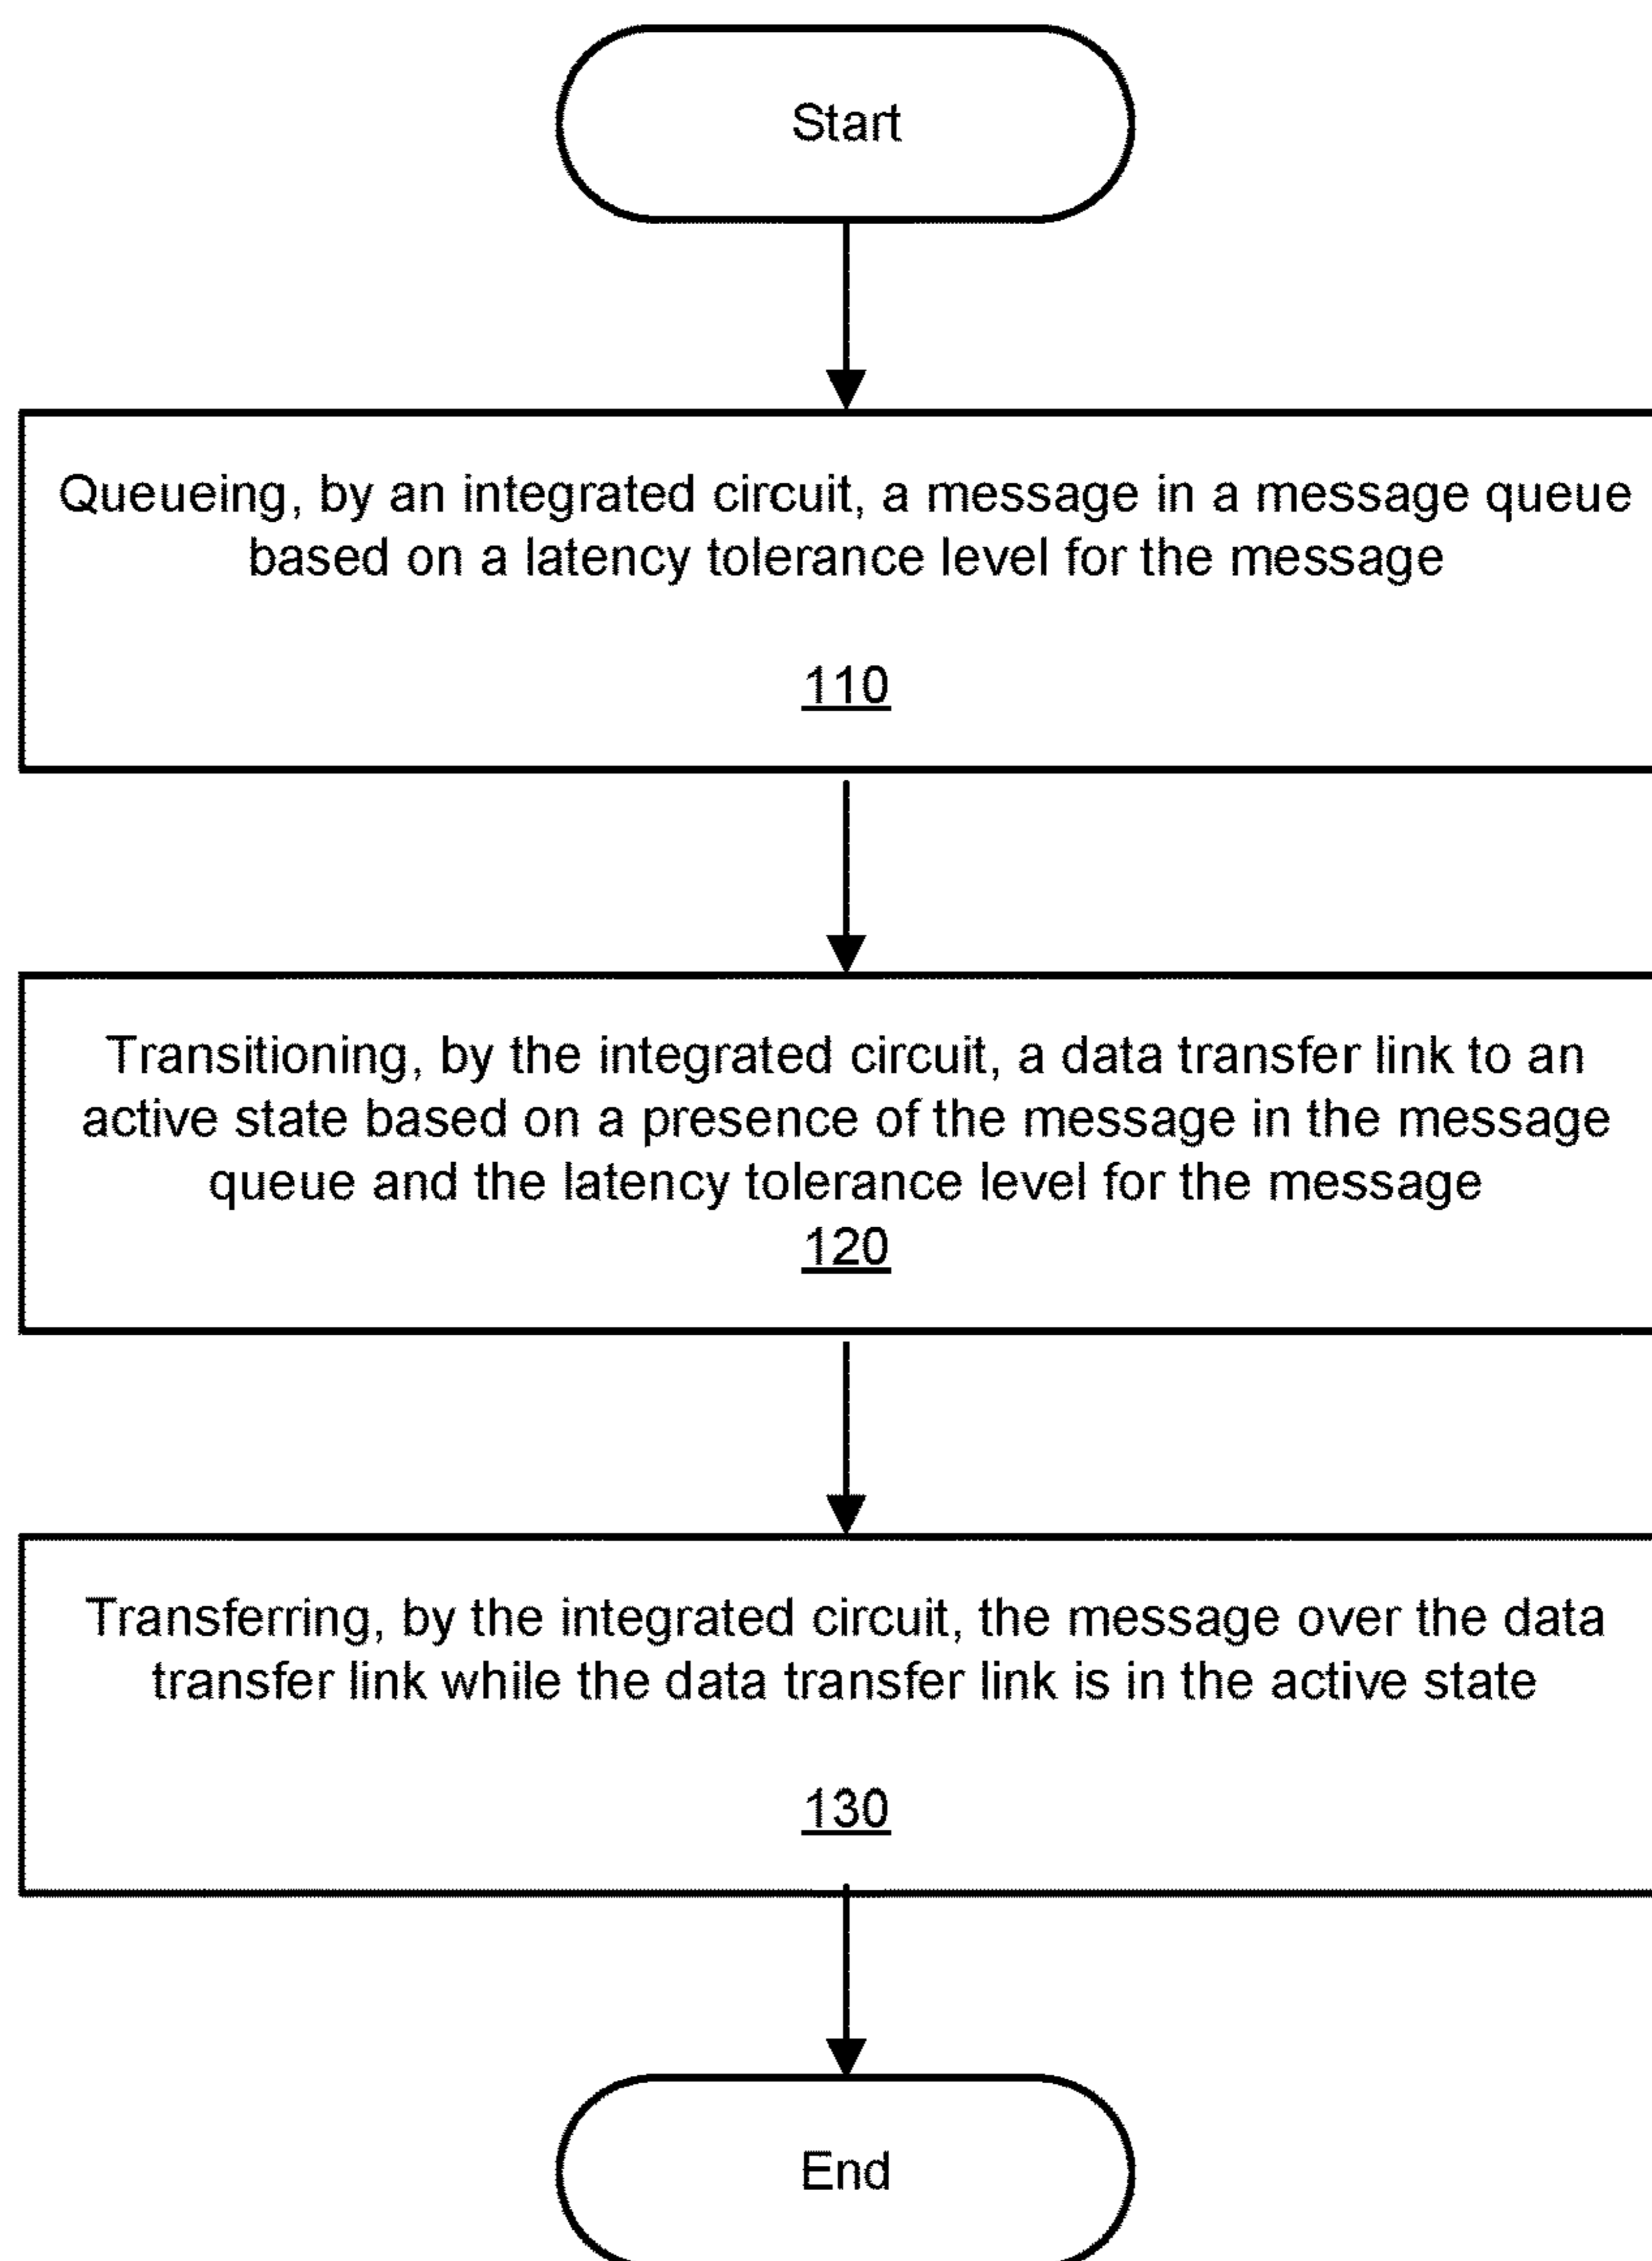 Start
Queueing, by an integrated circuit, a message in a message queue
based on a latency tolerance level for the message
110
Transitioning, by the integrated circuit, a data transfer link to an
active state based on a presence of the message in the message
queue and the latency tolerance level for the message
120
Transferring, by the integrated circuit, the message over the data
transfer link while the data transfer link is in the active state
130
End